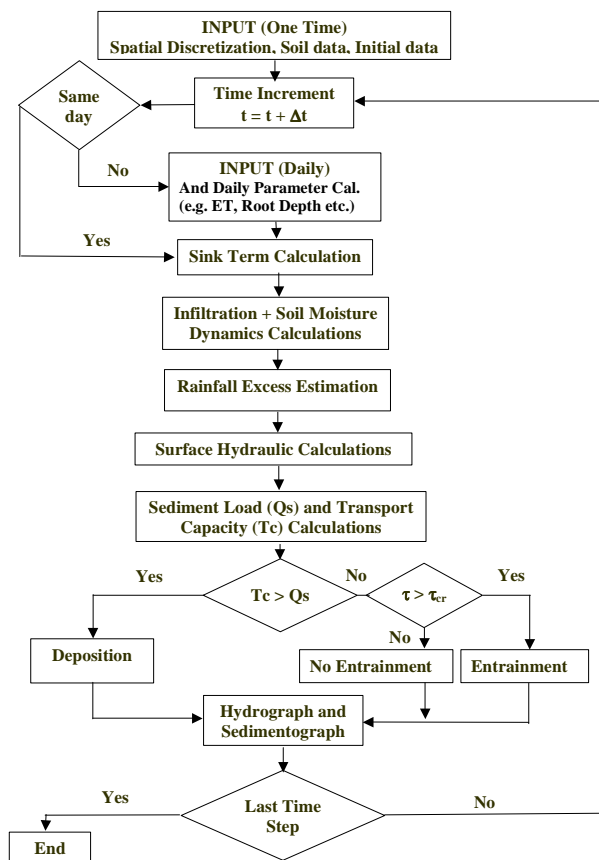 INPUT (One Time)
Spatial Discretization, Soil data, Initial data
Same
day
Time Increment
t = t + Δt
No
INPUT (Daily)
And Daily Parameter Cal.
(e.g. ET, Root Depth etc.)
Yes
Sink Term Calculation
Infiltration + Soil Moisture
Dynamics Calculations
Rainfall Excess Estimation
Surface Hydraulic Calculations
Sediment Load (Qs) and Transport
Capacity (Tc) Calculations
Yes
No
Yes
Tc > Qs
τ > τcr
No
Deposition
No Entrainment
Entrainment
Hydrograph and
Sedimentograph
Yes
No
Last Time
Step
End